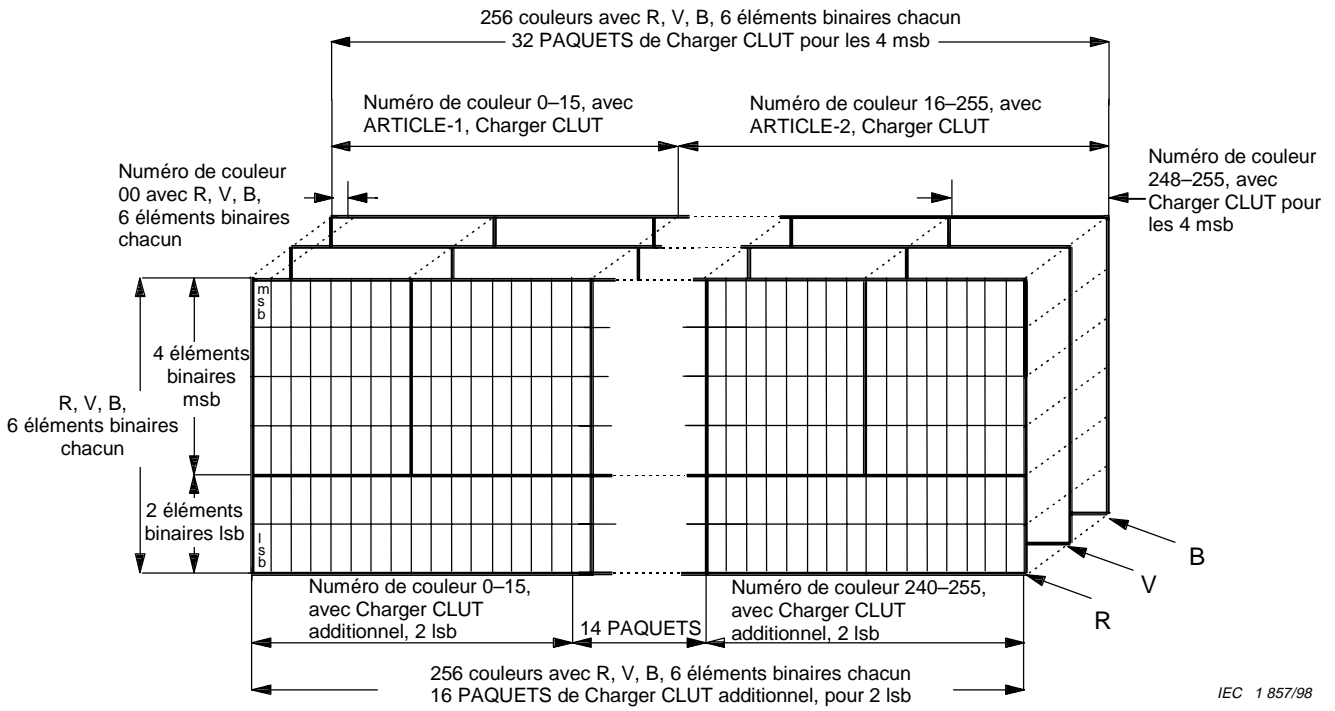 256 couleurs avec R, V, B, 6 éléments binaires chacun
32 PAQUETS de Charger CLUT pour les 4 msb
Numéro de couleur 0–15, avec
ARTICLE-1, Charger CLUT
Numéro de couleur 16–255, avec
ARTICLE-2, Charger CLUT
Numéro de couleur
00 avec R, V, B,
6 éléments binaires
chacun
Numéro de couleur
248–255, avec
Charger CLUT pour
les 4 msb
msb
4 éléments
binaires
msb
R, V, B,
6 éléments binaires
chacun
2 éléments
binaires lsb
lsb
B
V
R
Numéro de couleur 0–15,
avec Charger CLUT
additionnel, 2 lsb
14 PAQUETS
Numéro de couleur 240–255,
avec Charger CLUT
additionnel, 2 lsb
256 couleurs avec R, V, B, 6 éléments binaires chacun
16 PAQUETS de Charger CLUT additionnel, pour 2 lsb
IEC 1 857/98